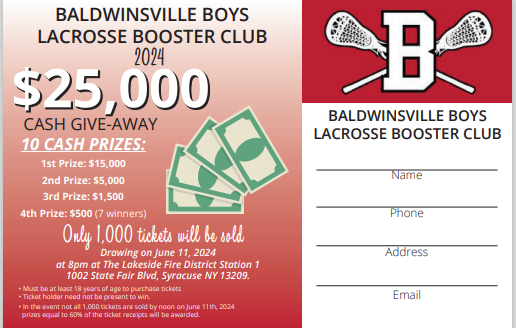 BALDWINSVILLE BOYS
LACROSSE BOOSTER CLUB
2024
$25,000
CASH GIVE-AWAY
10 CASH PRIZES:
1st Prize: $15,000
2nd Prize: $5,000
3rd Prize: $1,500
4th Prize: $500 (7 winners)
Only 1,000 tickets will be sold
Drawing on June 11, 2024
at 8pm at The Lakeside Fire District Station 1
1002 State Fair Blvd, Syracuse NY 13209.
• Must be at least 18 years of age to purchase tickets
• Ticket holder need not be present to win.
• In the event not all 1,000 tickets are sold by noon on June 11th, 2024
prizes equal to 60% of the ticket receipts will be awarded.
B
BALDWINSVILLE BOYS
LACROSSE BOOSTER CLUB
Name
Phone
Address
Email